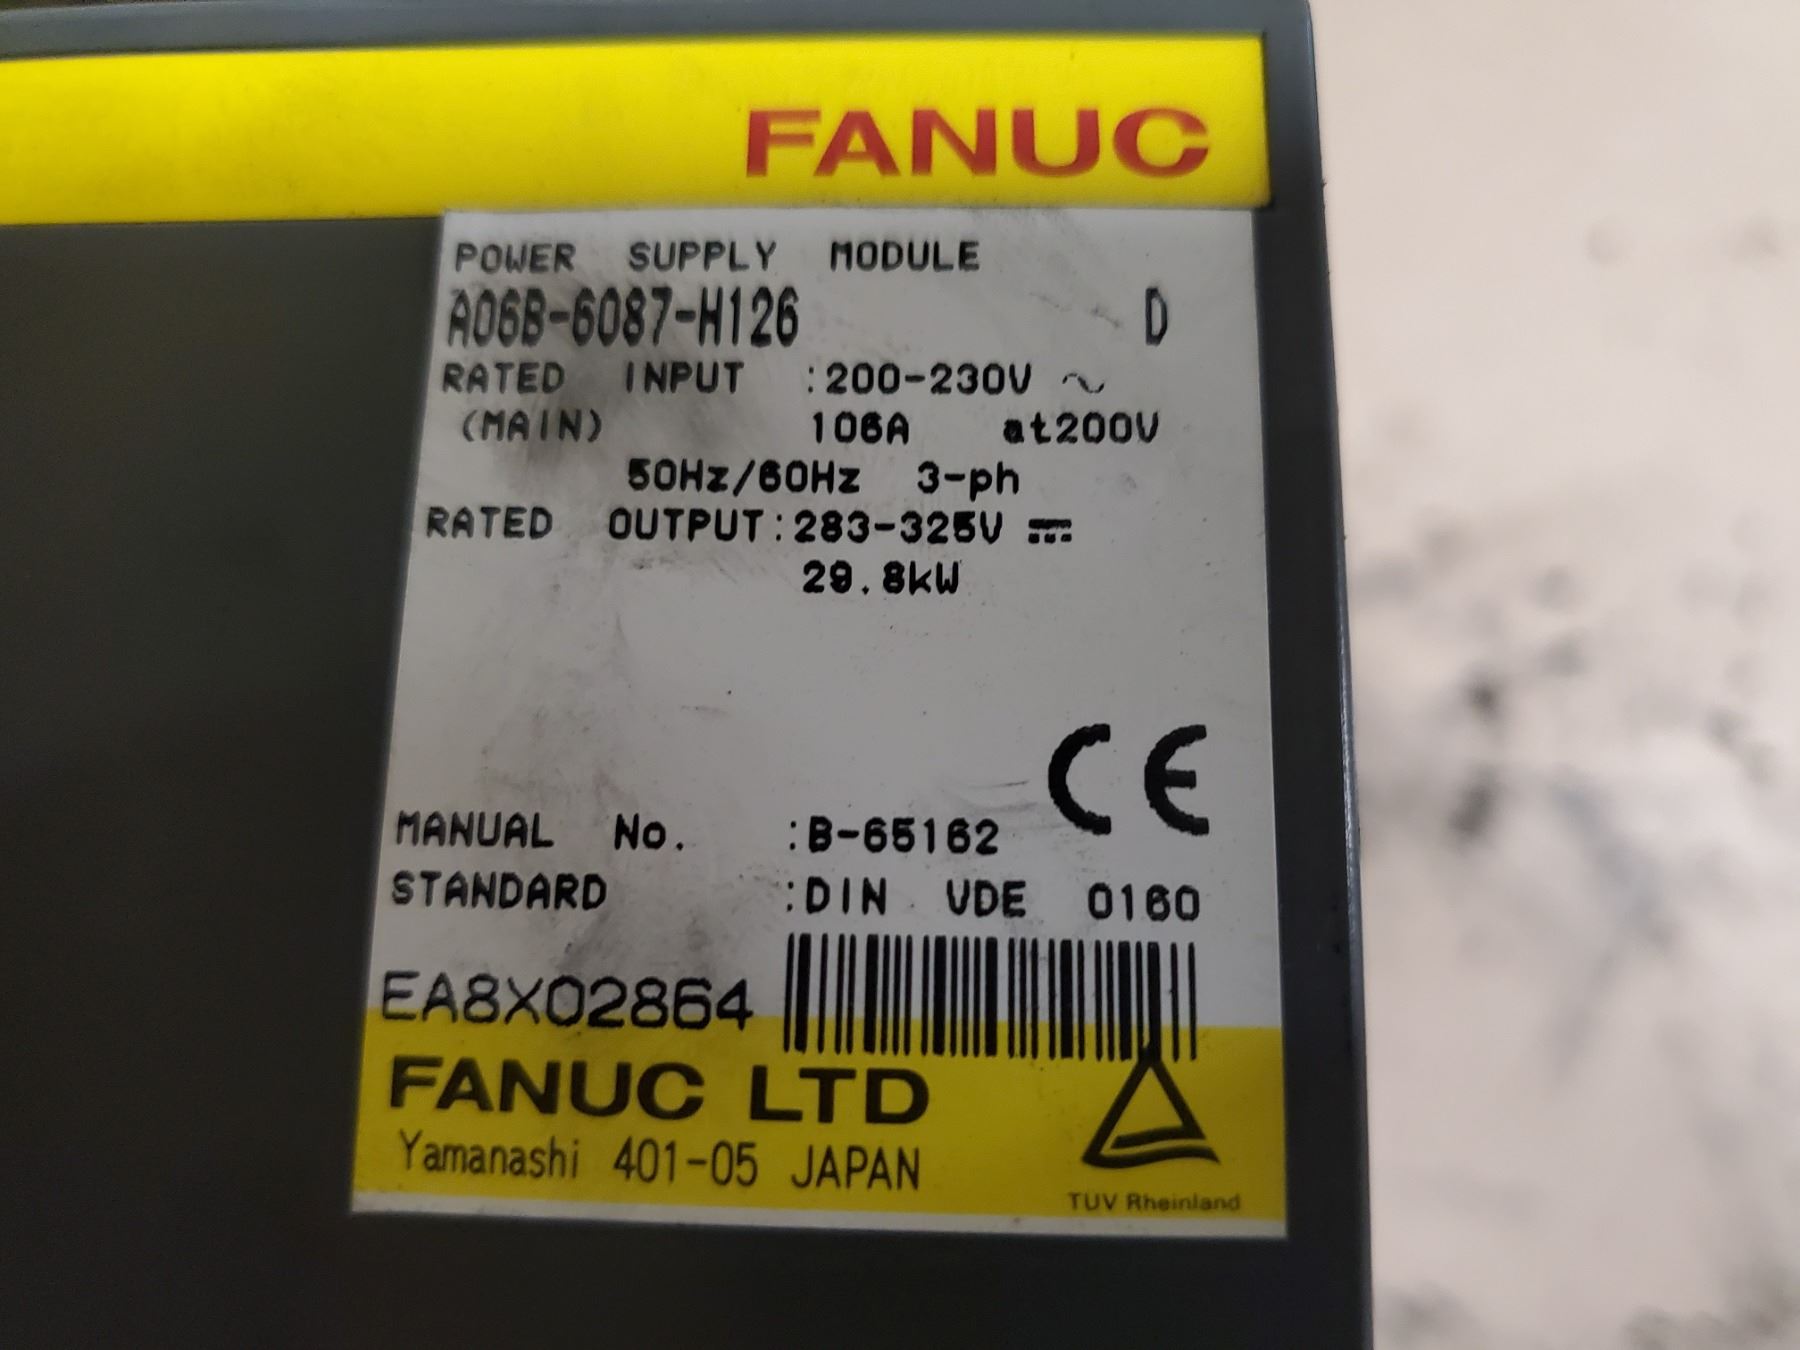 FANUC
POWER SUPPLY MODULE
A06B-6087-H126 D
RATED INPUT :200-230V ~
(MAIN) 106A at200V
50Hz/60Hz 3-ph
RATED OUTPUT:283-325V ⎓
29.8kW
CE
MANUAL No. :B-65162
STANDARD :DIN VDE 0160
EA8X02864
FANUC LTD
Yamanashi 401-05 JAPAN
TUV Rheinland